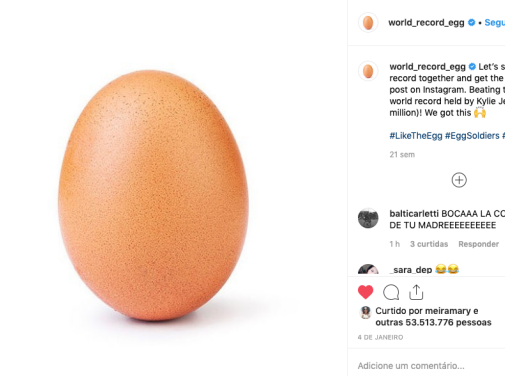 world_record_egg • Segu
world_record_egg Let's s
record together and get the
post on Instagram. Beating t
world record held by Kylie Je
million)! We got this 🙌
#LikeTheEgg #EggSoldiers #
21 sem
balticarletti BOCAAA LA CO
DE TU MADREEEEEEEEEE
1 h 3 curtidas Responder
_sara_dep 😂😂
Curtido por meiramary e
outras 53.513.776 pessoas
4 DE JANEIRO
Adicione um comentário...